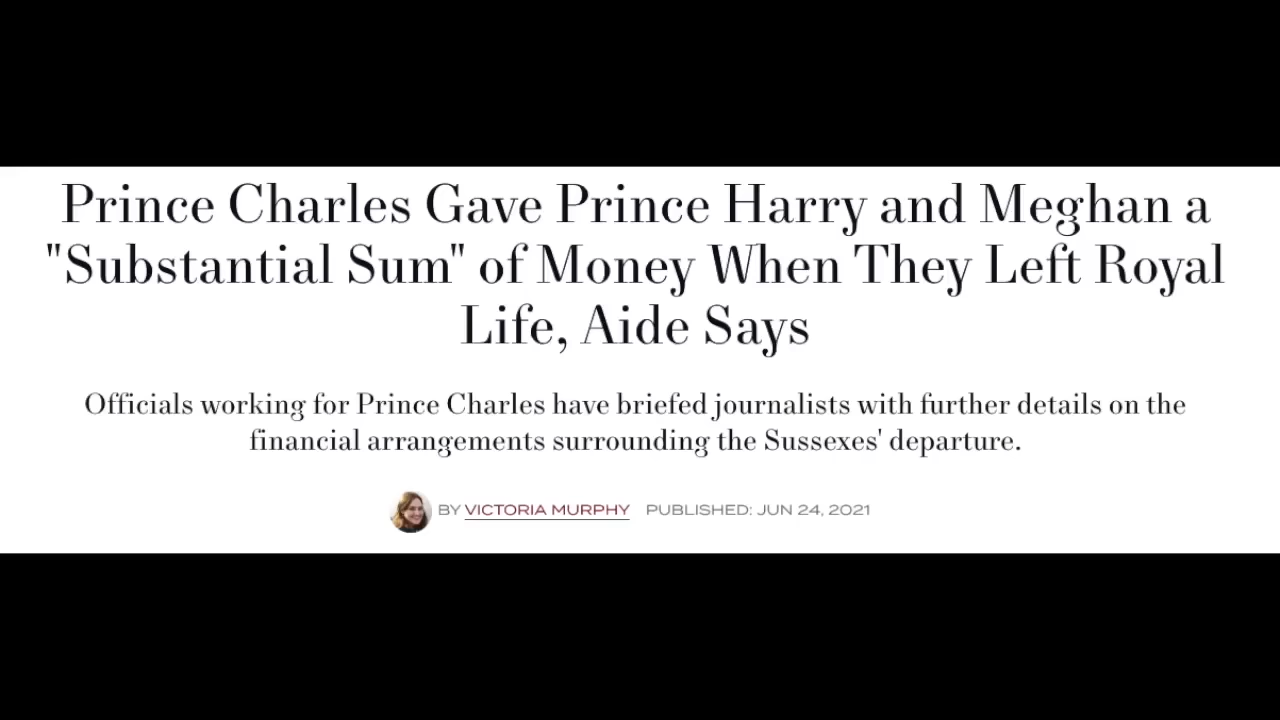 Prince Charles Gave Prince Harry and Meghan a
"Substantial Sum" of Money When They Left Royal
Life, Aide Says
Officials working for Prince Charles have briefed journalists with further details on the
financial arrangements surrounding the Sussexes' departure.
BY VICTORIA MURPHY PUBLISHED: JUN 24, 2021